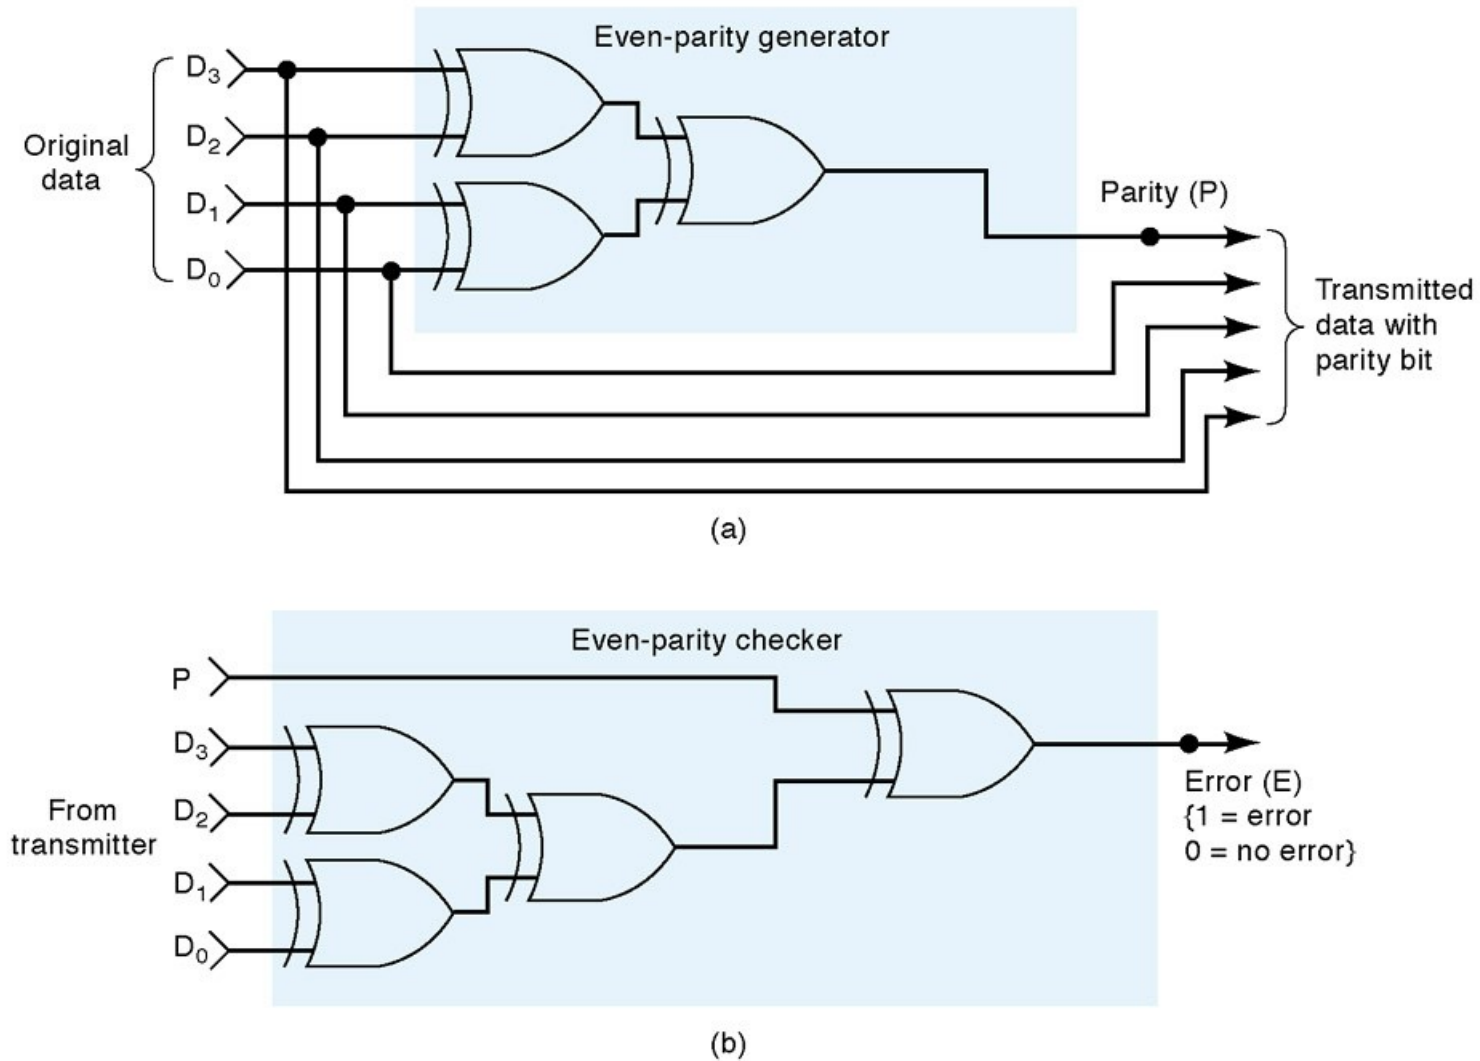 Even-parity generator
D₃
D₂
Original
data
D₁
D₀
Parity (P)
Transmitted
data with
parity bit
(a)
Even-parity checker
P
D₃
D₂
From
transmitter
D₁
D₀
Error (E)
{1 = error
0 = no error}
(b)